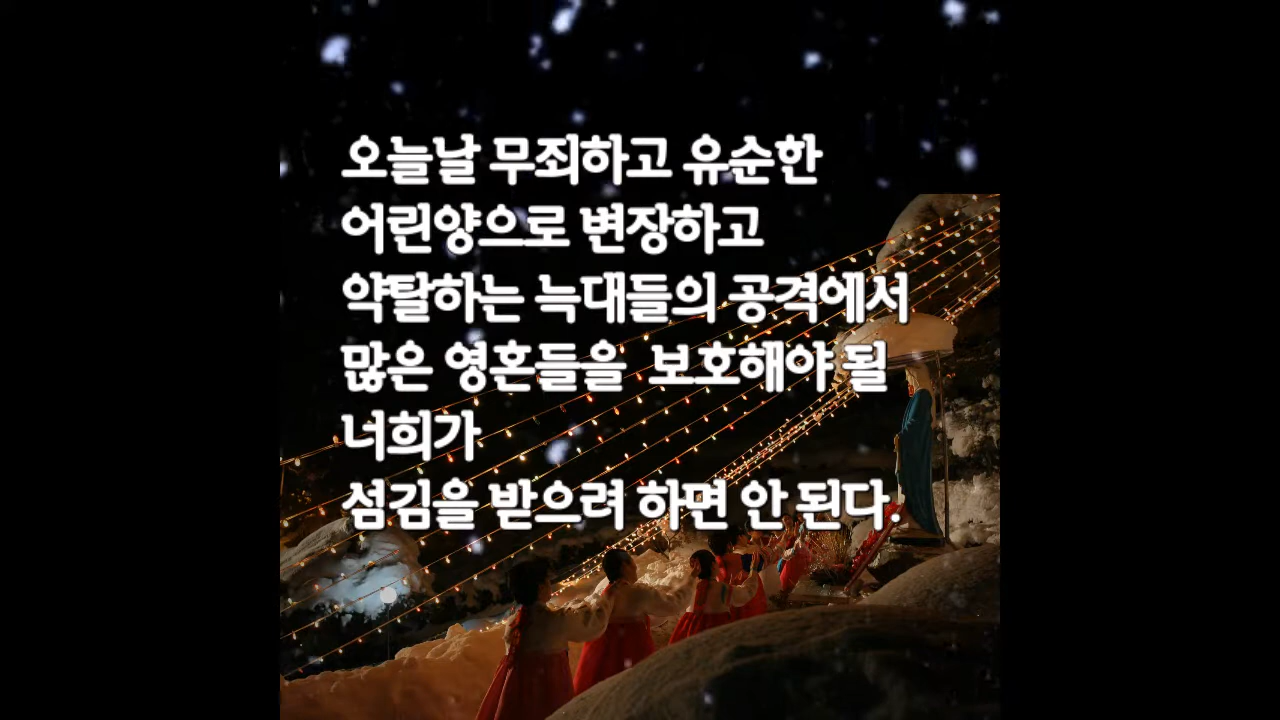 오늘날 무죄하고 유순한
어린양으로 변장하고
약탈하는 늑대들의 공격에서
많은 영혼들을 보호해야 될
너희가
섬김을 받으려 하면 안 된다.